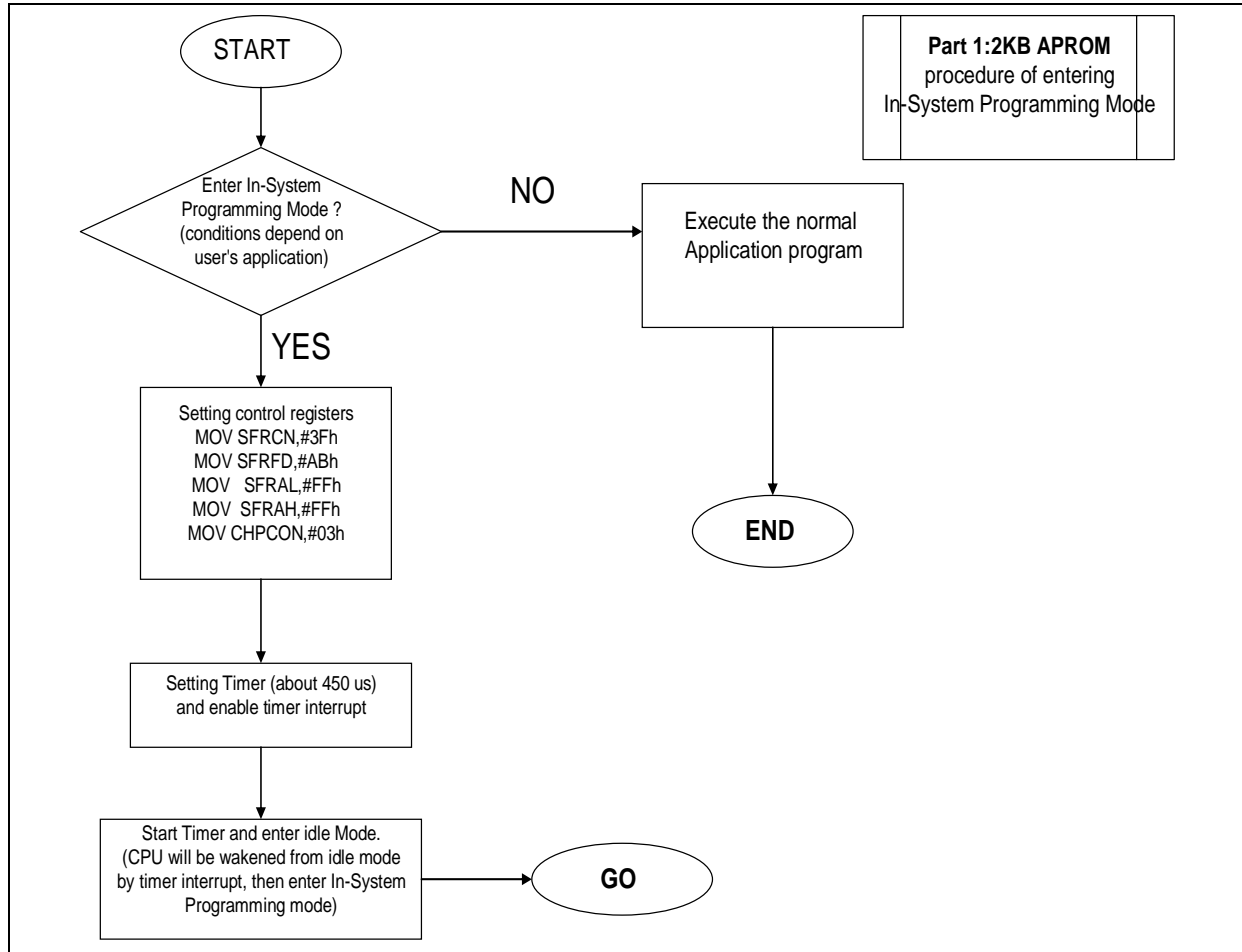 START
Part 1:2KB APROM
procedure of entering
In-System Programming Mode
Enter In-System
Programming Mode ?
(conditions depend on
user's application)
NO
Execute the normal
Application program
YES
Setting control registers
MOV SFRCN,#3Fh
MOV SFRFD,#ABh
MOV SFRAL,#FFh
MOV SFRAH,#FFh
MOV CHPCON,#03h
END
Setting Timer (about 450 us)
and enable timer interrupt
Start Timer and enter idle Mode.
(CPU will be wakened from idle mode
by timer interrupt, then enter In-System
Programming mode)
GO